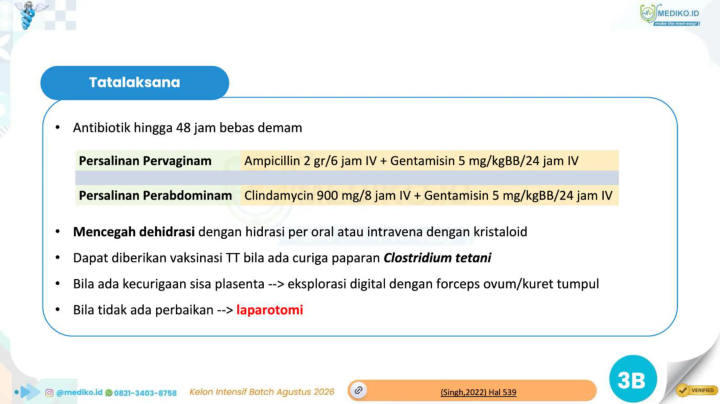 MEDIKO.ID
Tatalaksana
• Antibiotik hingga 48 jam bebas demam
Persalinan Pervaginam Ampicillin 2 gr/6 jam IV + Gentamisin 5 mg/kgBB/24 jam IV
Persalinan Perabdominam Clindamycin 900 mg/8 jam IV + Gentamisin 5 mg/kgBB/24 jam IV
• Mencegah dehidrasi dengan hidrasi per oral atau intravena dengan kristaloid
• Dapat diberikan vaksinasi TT bila ada curiga paparan Clostridium tetani
• Bila ada kecurigaan sisa plasenta --> eksplorasi digital dengan forceps ovum/kuret tumpul
• Bila tidak ada perbaikan --> laparotomi
@mediko.id 0821-3403-8758 Kelon Intensif Batch Agustus 2026
(Singh,2022) Hal 539
3B
VERIFIED